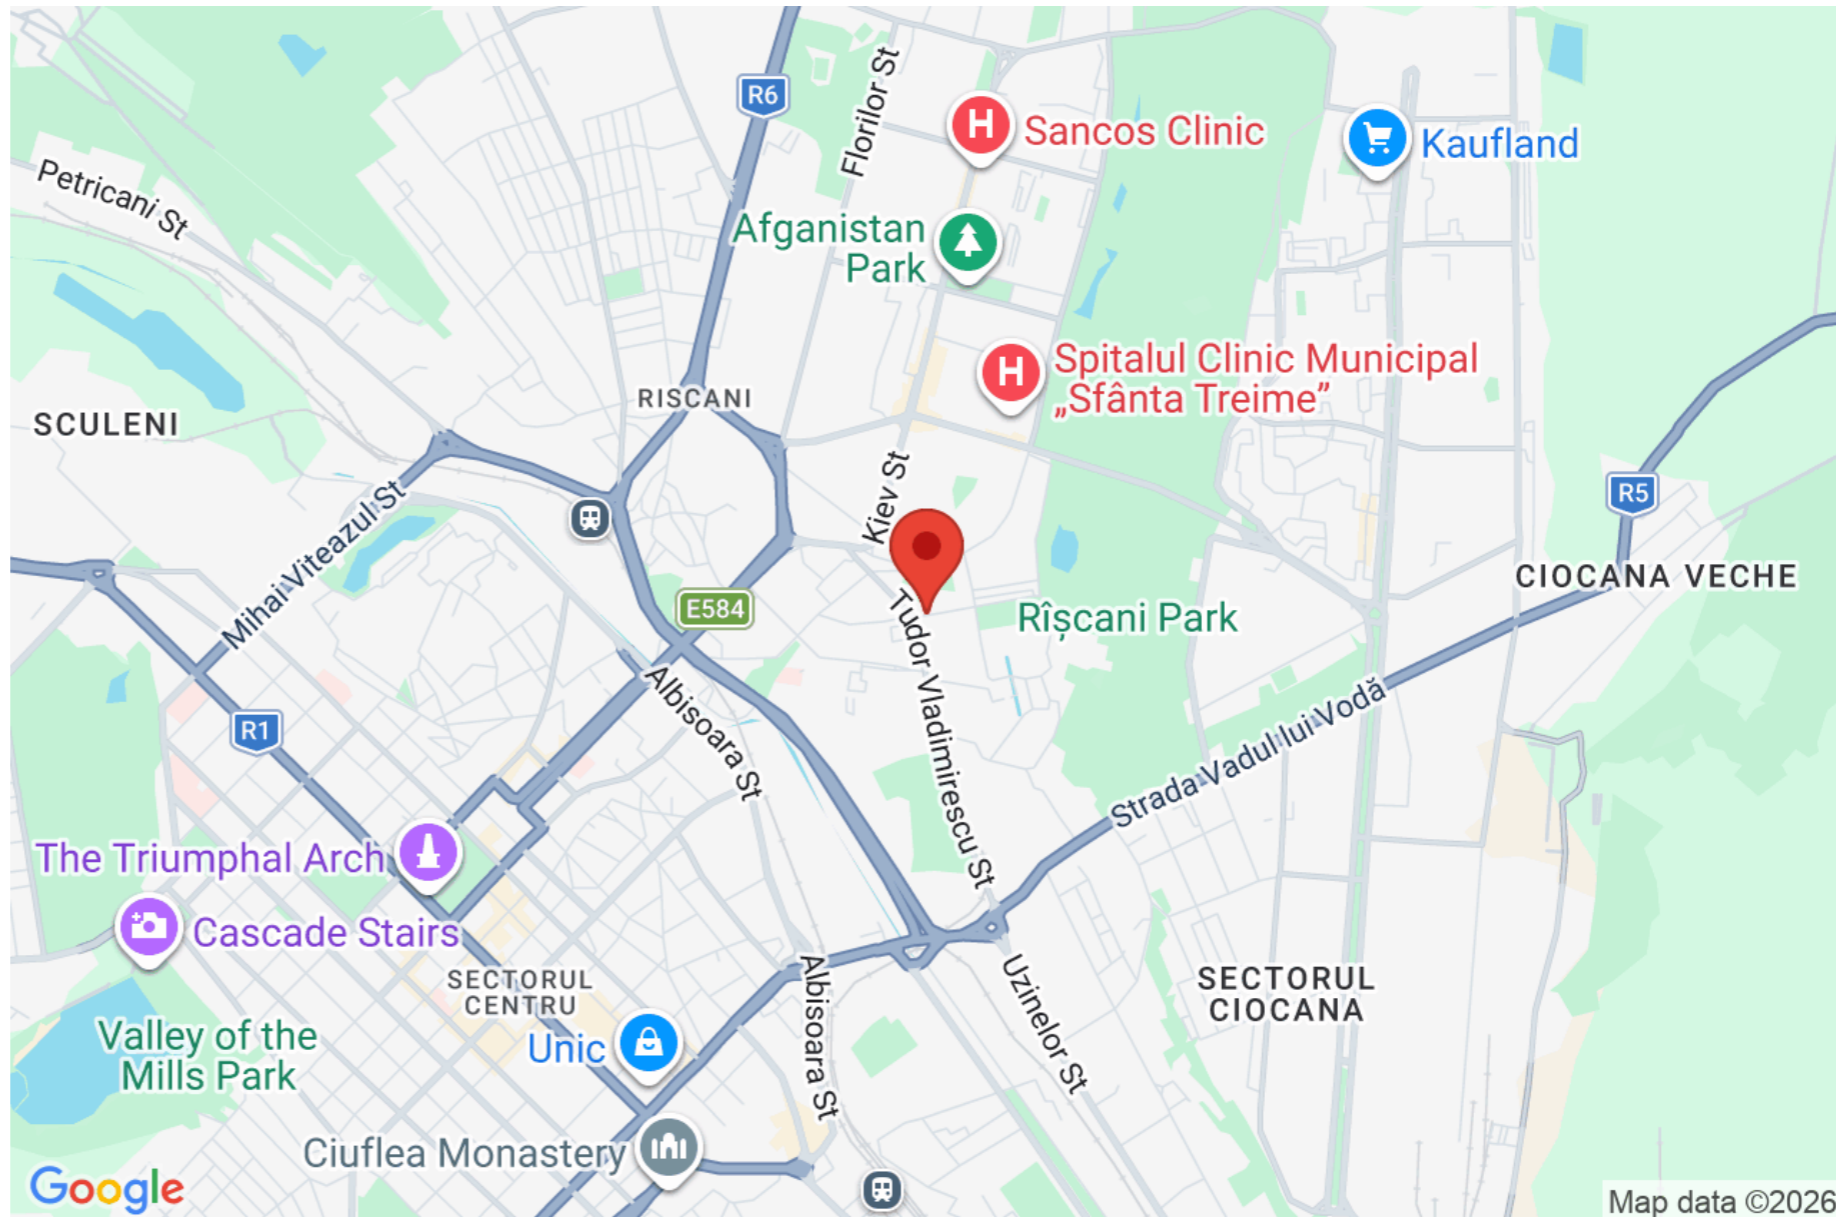 R6
Florilor St
H
Sancos Clinic
Kaufland
Petricani St
Afganistan
Park
H
Spitalul Clinic Municipal
„Sfânta Treime”
RISCANI
SCULENI
Kiev St
R5
Mihai Viteazul St
CIOCANA VECHE
E584
Rîșcani Park
Tudor Vladimirescu St
Albisoara St
R1
Strada Vadul lui Vodă
The Triumphal Arch
Cascade Stairs
SECTORUL
CENTRU
Albisoara St
Uzinelor St
SECTORUL
CIOCANA
Valley of the
Mills Park
Unic
Ciuflea Monastery
Google
Map data ©2026